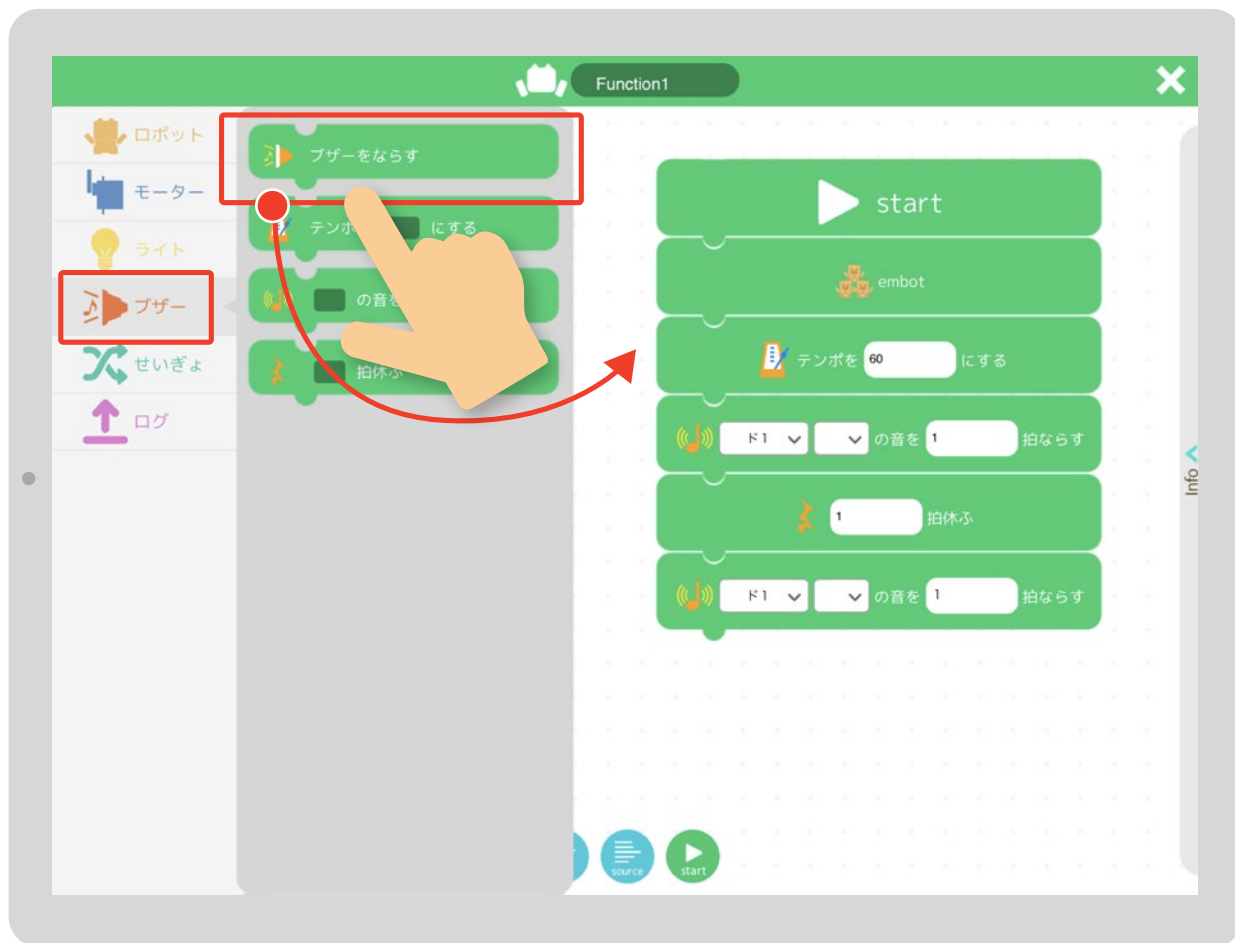 Function1
ロボット
モーター
ライト
ブザー
せいぎょ
ログ
ブザーをならす
テンポ にする
の音を
拍休ふ
start
embot
テンポを 60 にする
ド1 の音を 1 拍ならす
1 拍休ふ
ド1 の音を 1 拍ならす
Info
source
start